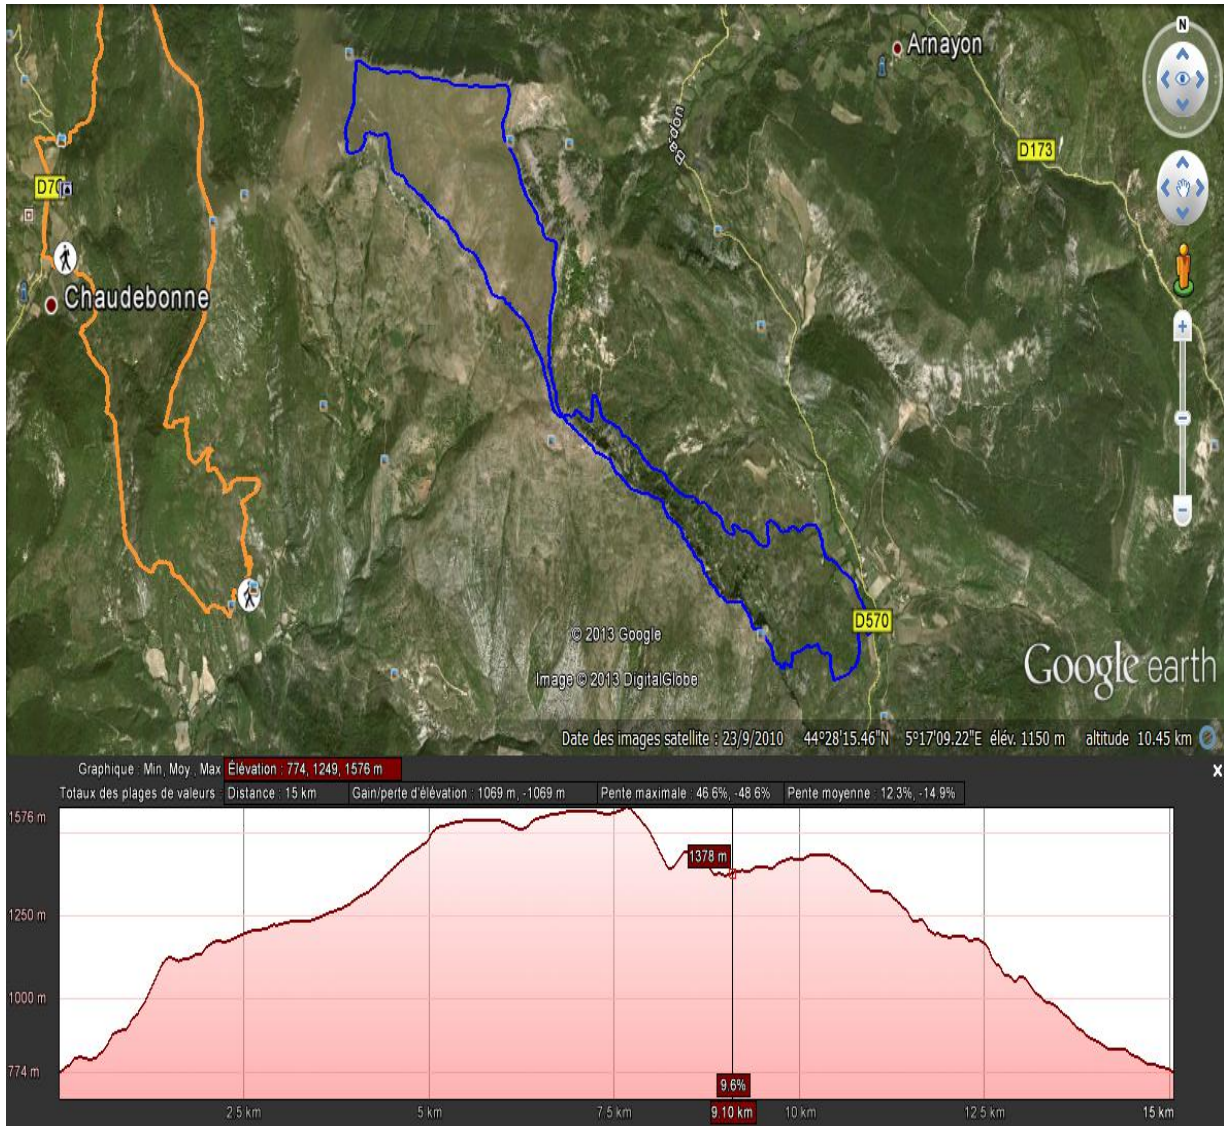 N
Arnayon
Bérdon
D173
D70
Chaudebonne
D570
© 2013 Google
Image © 2013 DigitalGlobe
Google earth
Date des images satellite : 23/9/2010 44°28'15.46"N 5°17'09.22"E élév. 1150 m altitude 10.45 km
Graphique : Min, Moy., Max Élévation : 774, 1249, 1576 m
Totaux des plages de valeurs : Distance : 15 km Gain/perte d'élévation : 1069 m, -1069 m Pente maximale : 46.6%, -48.6% Pente moyenne : 12.3%, -14.9%
1576 m
1378 m
1250 m
1000 m
774 m
9.6%
2.5 km 5 km 7.5 km 9.10 km 10 km 12.5 km 15 km